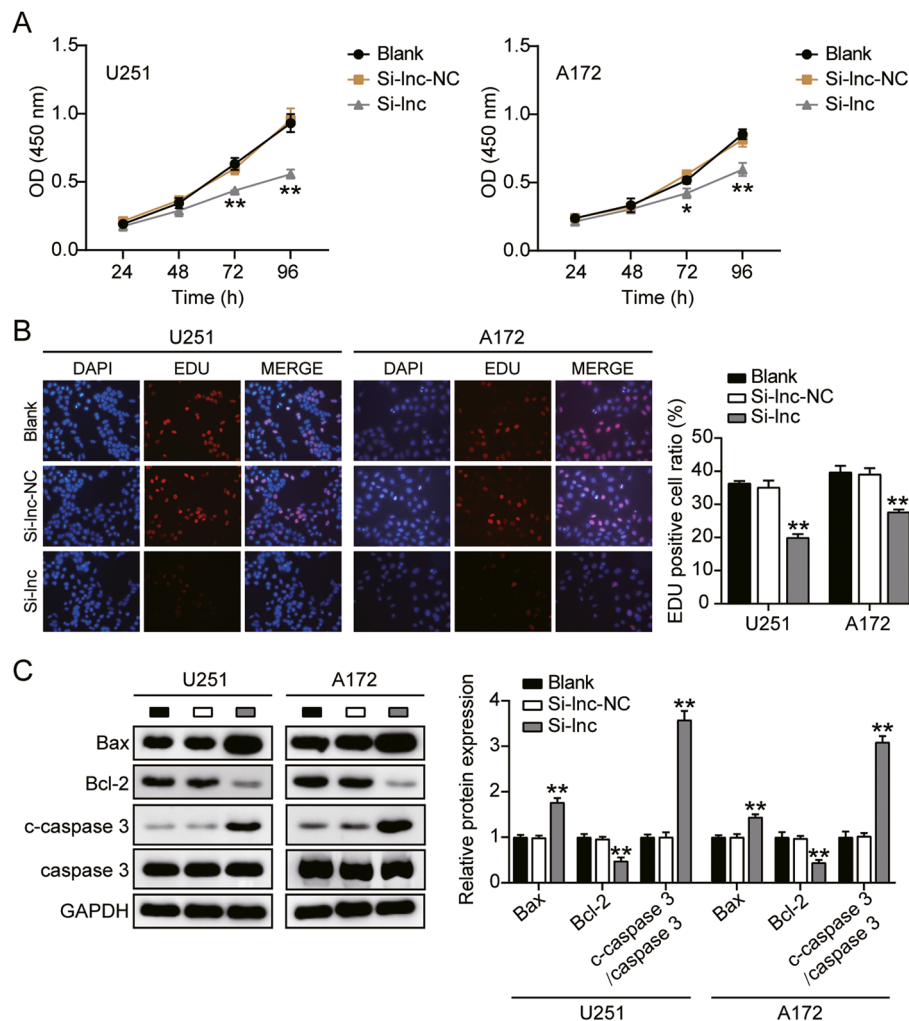 A
U251
Blank
Si-lnc-NC
Si-lnc
OD (450 nm)
1.5
1.0
0.5
0.0
** **
24 48 72 96
Time (h)
A172
Blank
Si-lnc-NC
Si-lnc
OD (450 nm)
1.5
1.0
0.5
0.0
* **
24 48 72 96
Time (h)
B
U251 A172
DAPI EDU MERGE DAPI EDU MERGE
Blank
Si-lnc-NC
Si-lnc
Blank
Si-lnc-NC
Si-lnc
EDU positive cell ratio (%)
50
40
30
20
10
0
** **
U251 A172
C
U251 A172
Bax
Bcl-2
c-caspase 3
caspase 3
GAPDH
Blank
Si-lnc-NC
Si-lnc
Relative protein expression
4
3
2
1
0
** ** ** ** ** **
Bax Bcl-2 c-caspase 3 Bax Bcl-2 c-caspase 3
/caspase 3 /caspase 3
U251 A172